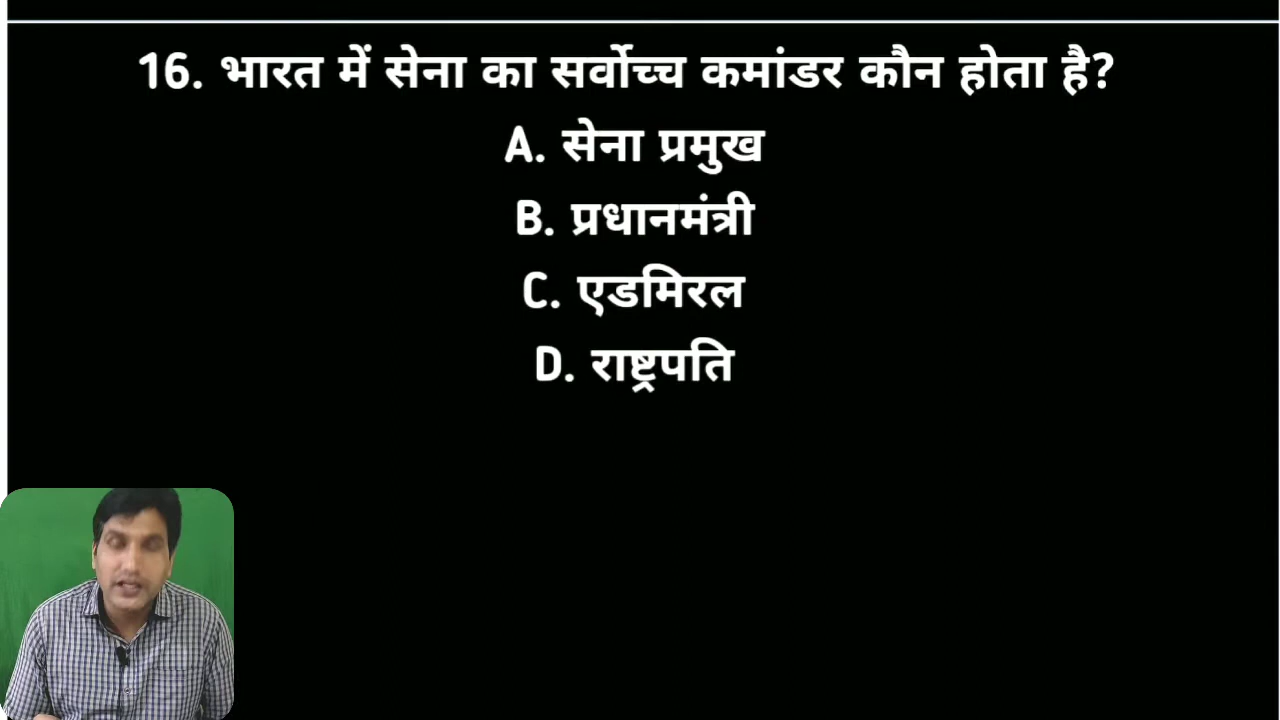 16. भारत में सेना का सर्वोच्च कमांडर कौन होता है?
A. सेना प्रमुख
B. प्रधानमंत्री
C. एडमिरल
D. राष्ट्रपति